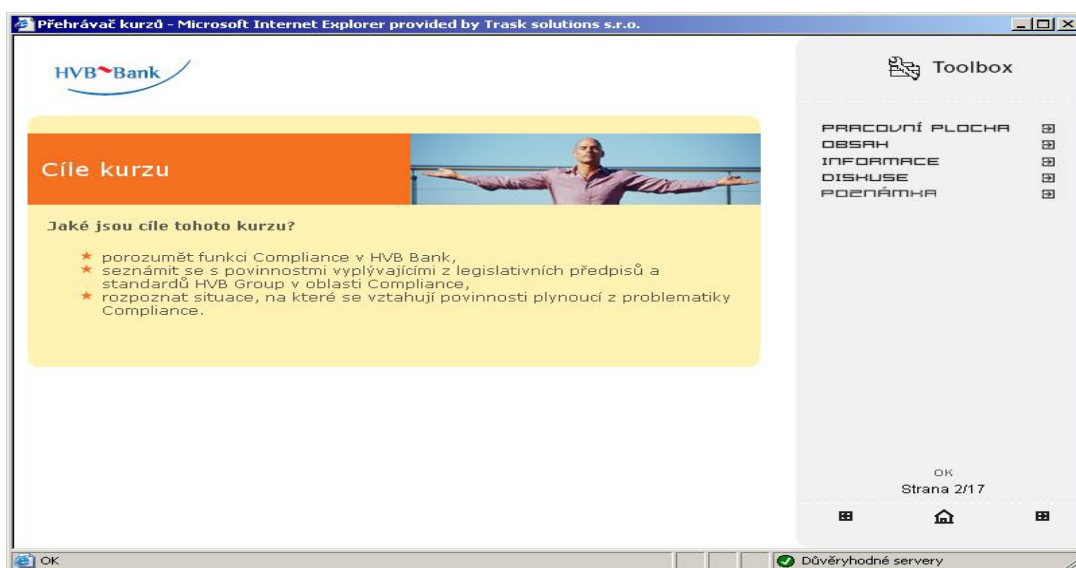 Přehrávač kurzů - Microsoft Internet Explorer provided by Trask solutions s.r.o.
HVB Bank
Toolbox
Cíle kurzu
PRACOVNÍ PLOCHA
OBSAH
INFORMACE
DISKUSE
POZNÁMKA
Jaké jsou cíle tohoto kurzu?
porozumět funkci Compliance v HVB Bank,
seznámit se s povinnostmi vyplývajícími z legislativních předpisů a
standardů HVB Group v oblasti Compliance,
rozpoznat situace, na které se vztahují povinnosti plynoucí z problematiky
Compliance.
OK
Strana 2/17
OK
Důvěryhodné servery